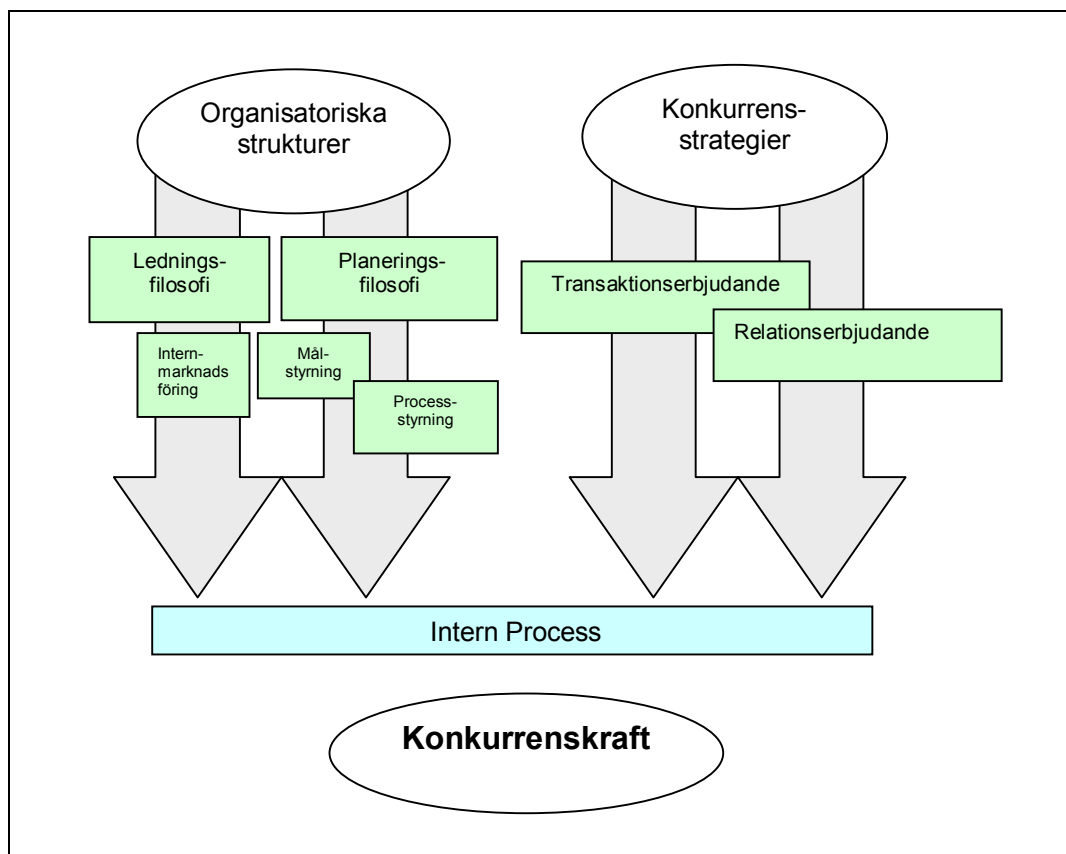 Organisatoriska
strukturer
Konkurrens-
strategier
Lednings-
filosofi
Planerings-
filosofi
Transaktionserbjudande
Relationserbjudande
Intern-
marknads
föring
Mål-
styrning
Process-
styrning
Intern Process
Konkurrenskraft